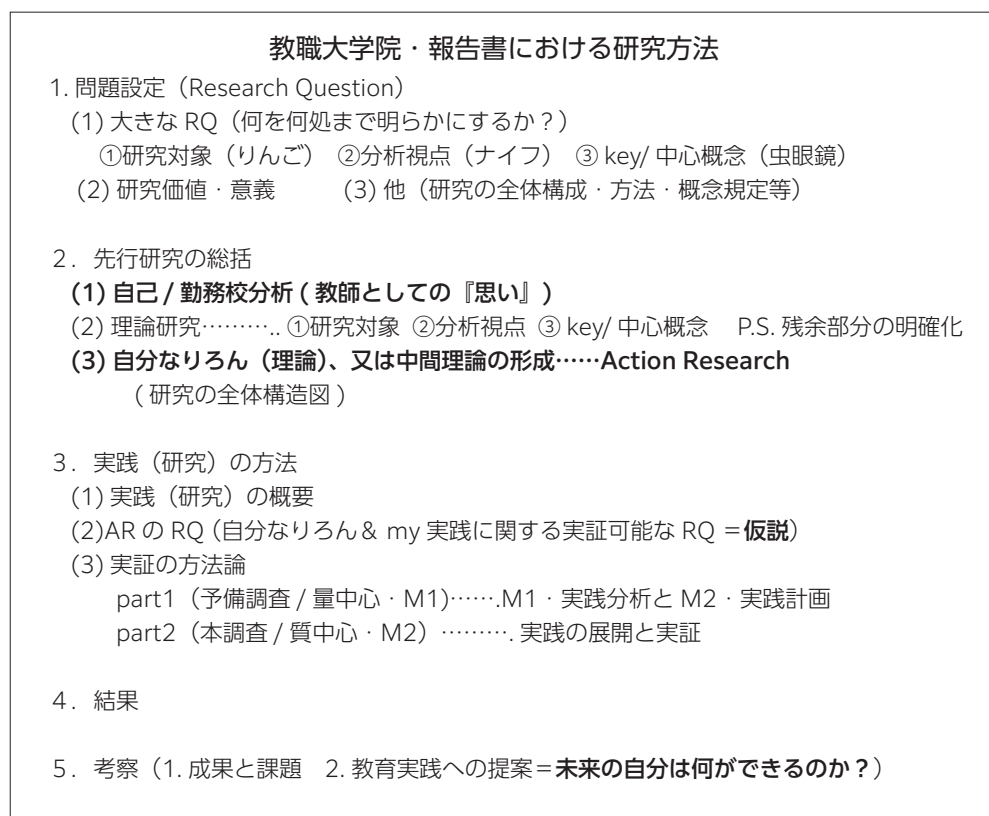 教職大学院・報告書における研究方法
1. 問題設定（Research Question）
(1) 大きな RQ（何を何処まで明らかにするか？）
①研究対象（りんご） ②分析視点（ナイフ） ③ key/ 中心概念（虫眼鏡）
(2) 研究価値・意義　　(3) 他（研究の全体構成・方法・概念規定等）
２．先行研究の総括
(1) 自己 / 勤務校分析 ( 教師としての『思い』)
(2) 理論研究……….. ①研究対象 ②分析視点 ③ key/ 中心概念　P.S. 残余部分の明確化
(3) 自分なりろん（理論）、又は中間理論の形成……Action Research
( 研究の全体構造図 )
３．実践（研究）の方法
(1) 実践（研究）の概要
(2)AR の RQ（自分なりろん＆ my 実践に関する実証可能な RQ ＝仮説）
(3) 実証の方法論
part1（予備調査 / 量中心・M1)…….M1・実践分析と M2・実践計画
part2（本調査 / 質中心・M2）………. 実践の展開と実証
４．結果
５．考察（1. 成果と課題　2. 教育実践への提案＝未来の自分は何ができるのか？）